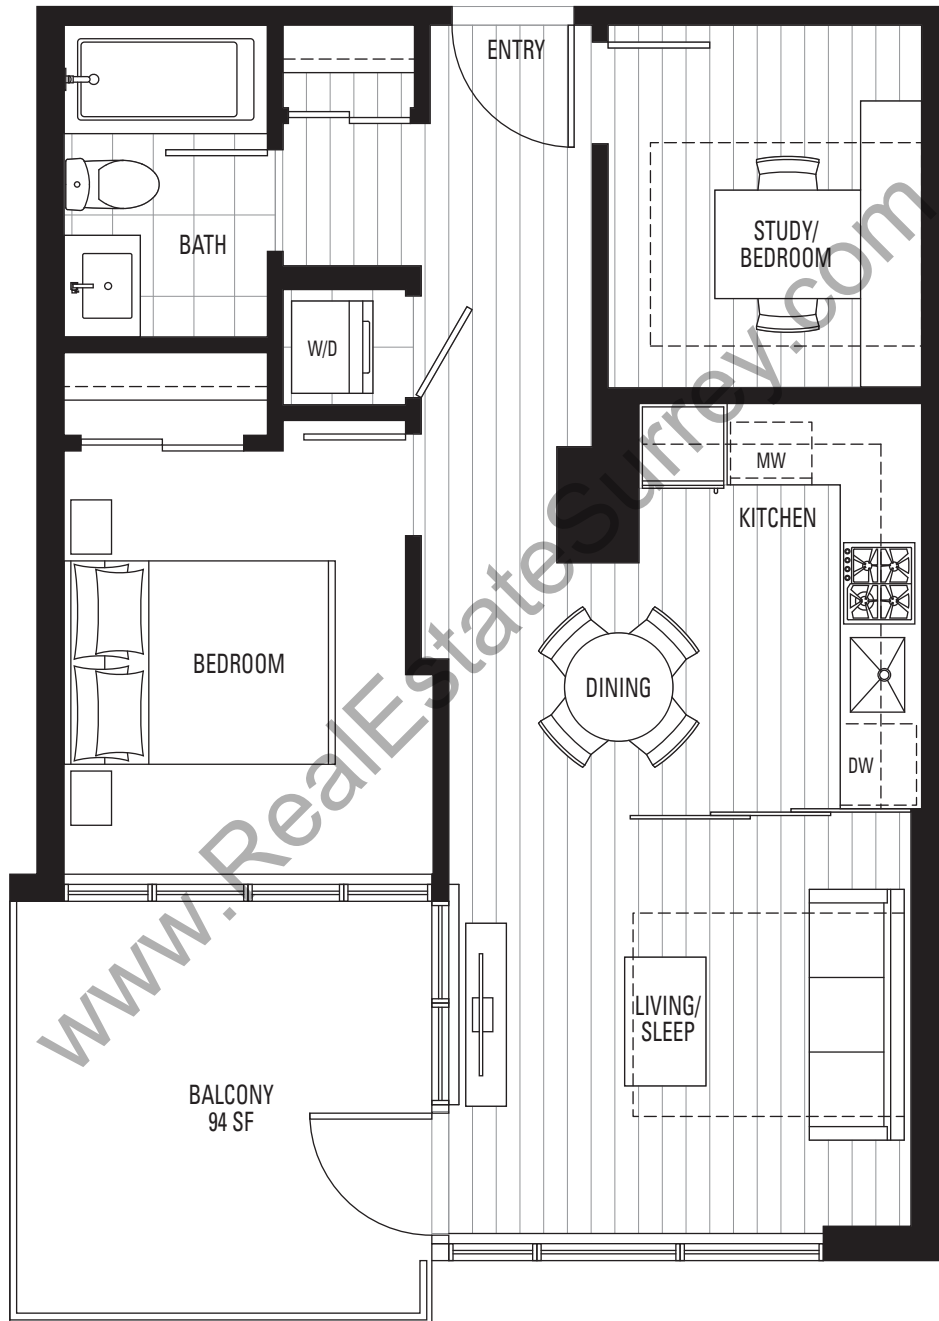 ENTRY
BATH
STUDY/
BEDROOM
W/D
MW
KITCHEN
BEDROOM
DINING
DW
LIVING/
SLEEP
BALCONY
94 SF
www.RealEstateSurrey.com